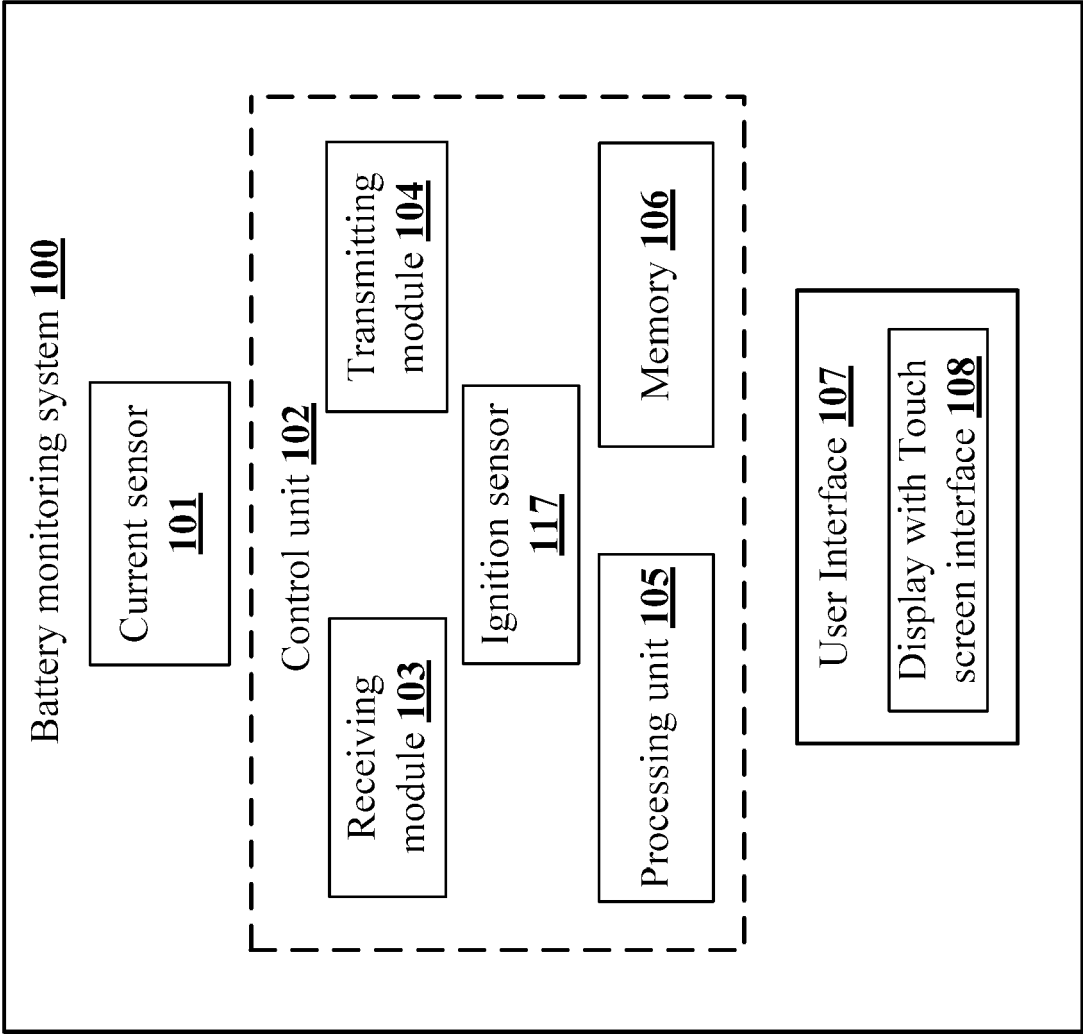 Battery monitoring system 100
Current sensor
101
Control unit 102
Receiving
module 103
Transmitting
module 104
Ignition sensor
117
Processing unit 105
Memory 106
User Interface 107
Display with Touch
screen interface 108